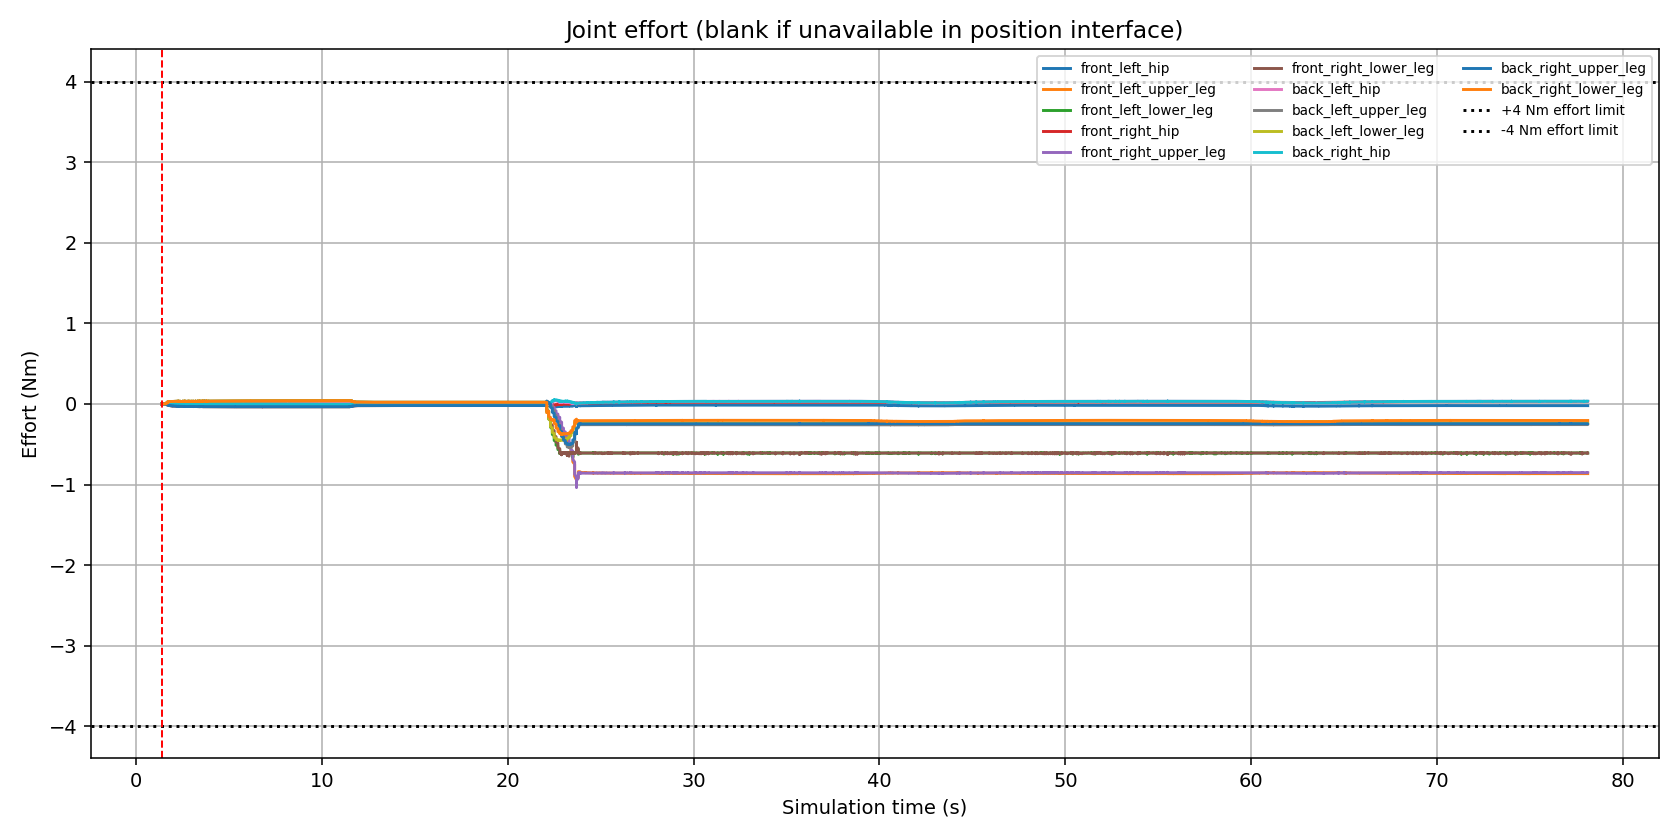 Joint effort (blank if unavailable in position interface)
front_left_hip
front_left_upper_leg
front_left_lower_leg
front_right_hip
front_right_upper_leg
front_right_lower_leg
back_left_hip
back_left_upper_leg
back_left_lower_leg
back_right_hip
back_right_upper_leg
back_right_lower_leg
+4 Nm effort limit
-4 Nm effort limit
Effort (Nm)
4
3
2
1
0
−1
−2
−3
−4
0 10 20 30 40 50 60 70 80
Simulation time (s)